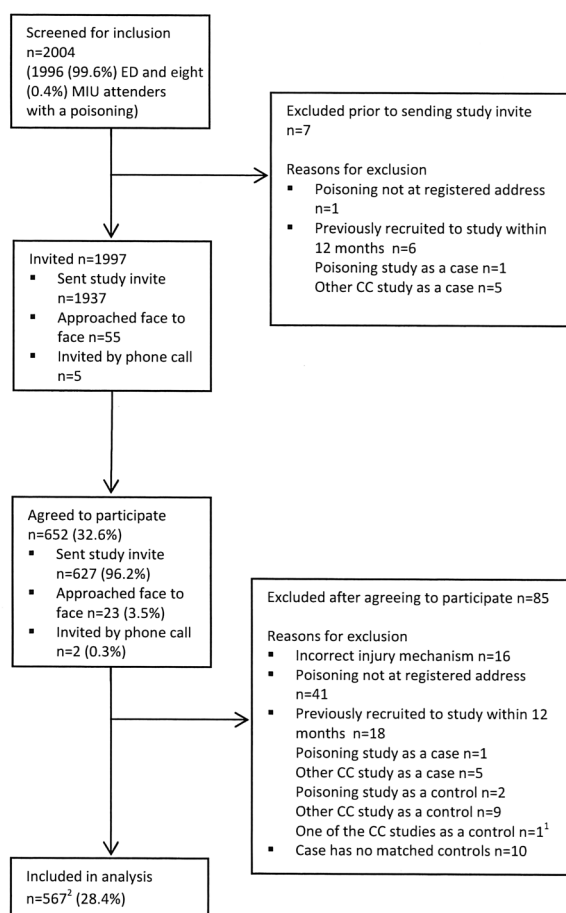 Screened for inclusion
n=2004
(1996 (99.6%) ED and eight
(0.4%) MIU attenders
with a poisoning)
Excluded prior to sending study invite
n=7
Reasons for exclusion
▪ Poisoning not at registered address
n=1
▪ Previously recruited to study within
12 months n=6
Poisoning study as a case n=1
Other CC study as a case n=5
Invited n=1997
▪ Sent study invite
n=1937
▪ Approached face to
face n=55
▪ Invited by phone call
n=5
Agreed to participate
n=652 (32.6%)
▪ Sent study invite
n=627 (96.2%)
▪ Approached face to
face n=23 (3.5%)
▪ Invited by phone call
n=2 (0.3%)
Excluded after agreeing to participate n=85
Reasons for exclusion
▪ Incorrect injury mechanism n=16
▪ Poisoning not at registered address
n=41
▪ Previously recruited to study within 12
months n=18
Poisoning study as a case n=1
Other CC study as a case n=5
Poisoning study as a control n=2
Other CC study as a control n=9
One of the CC studies as a control n=1¹
▪ Case has no matched controls n=10
Included in analysis
n=567² (28.4%)